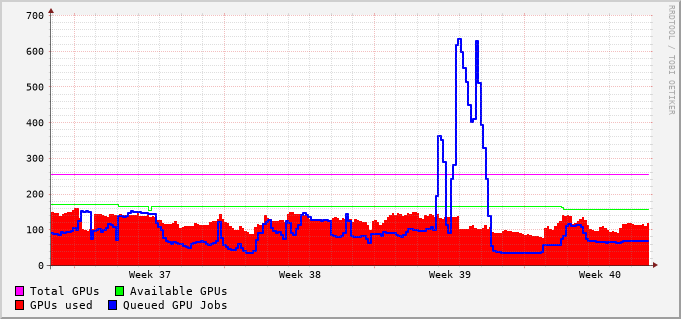 700
600
500
400
300
200
100
0
Week 37 Week 38 Week 39 Week 40
Total GPUs Available GPUs
GPUs used Queued GPU Jobs
RRDTOOL / TOBI OETIKER